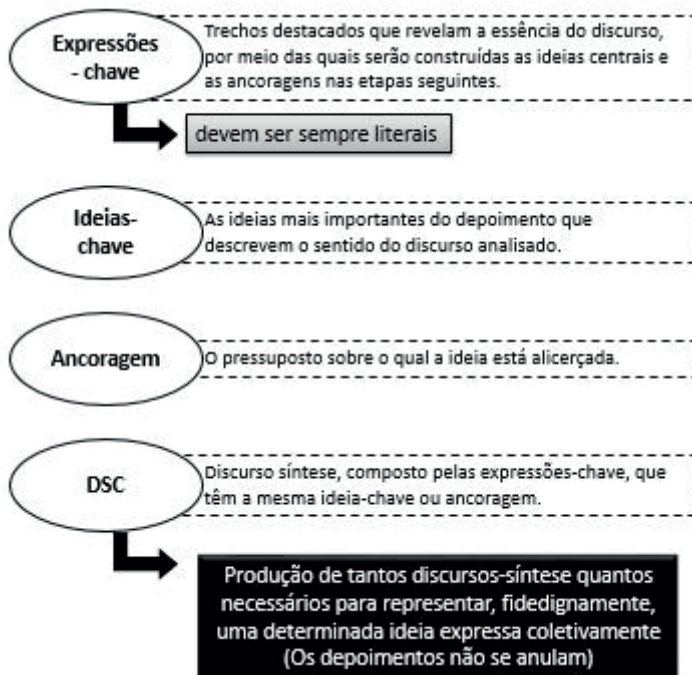 Expressões
- chave
Trechos destacados que revelam a essência do discurso,
por meio das quais serão construídas as ideias centrais e
as ancoragens nas etapas seguintes.
devem ser sempre literais
Ideias-
chave
As ideias mais importantes do depoimento que
descrevem o sentido do discurso analisado.
Ancoragem
O pressuposto sobre o qual a ideia está alicerçada.
DSC
Discurso síntese, composto pelas expressões-chave, que
têm a mesma ideia-chave ou ancoragem.
Produção de tantos discursos-síntese quantos
necessários para representar, fidedignamente,
uma determinada ideia expressa coletivamente
(Os depoimentos não se anulam)